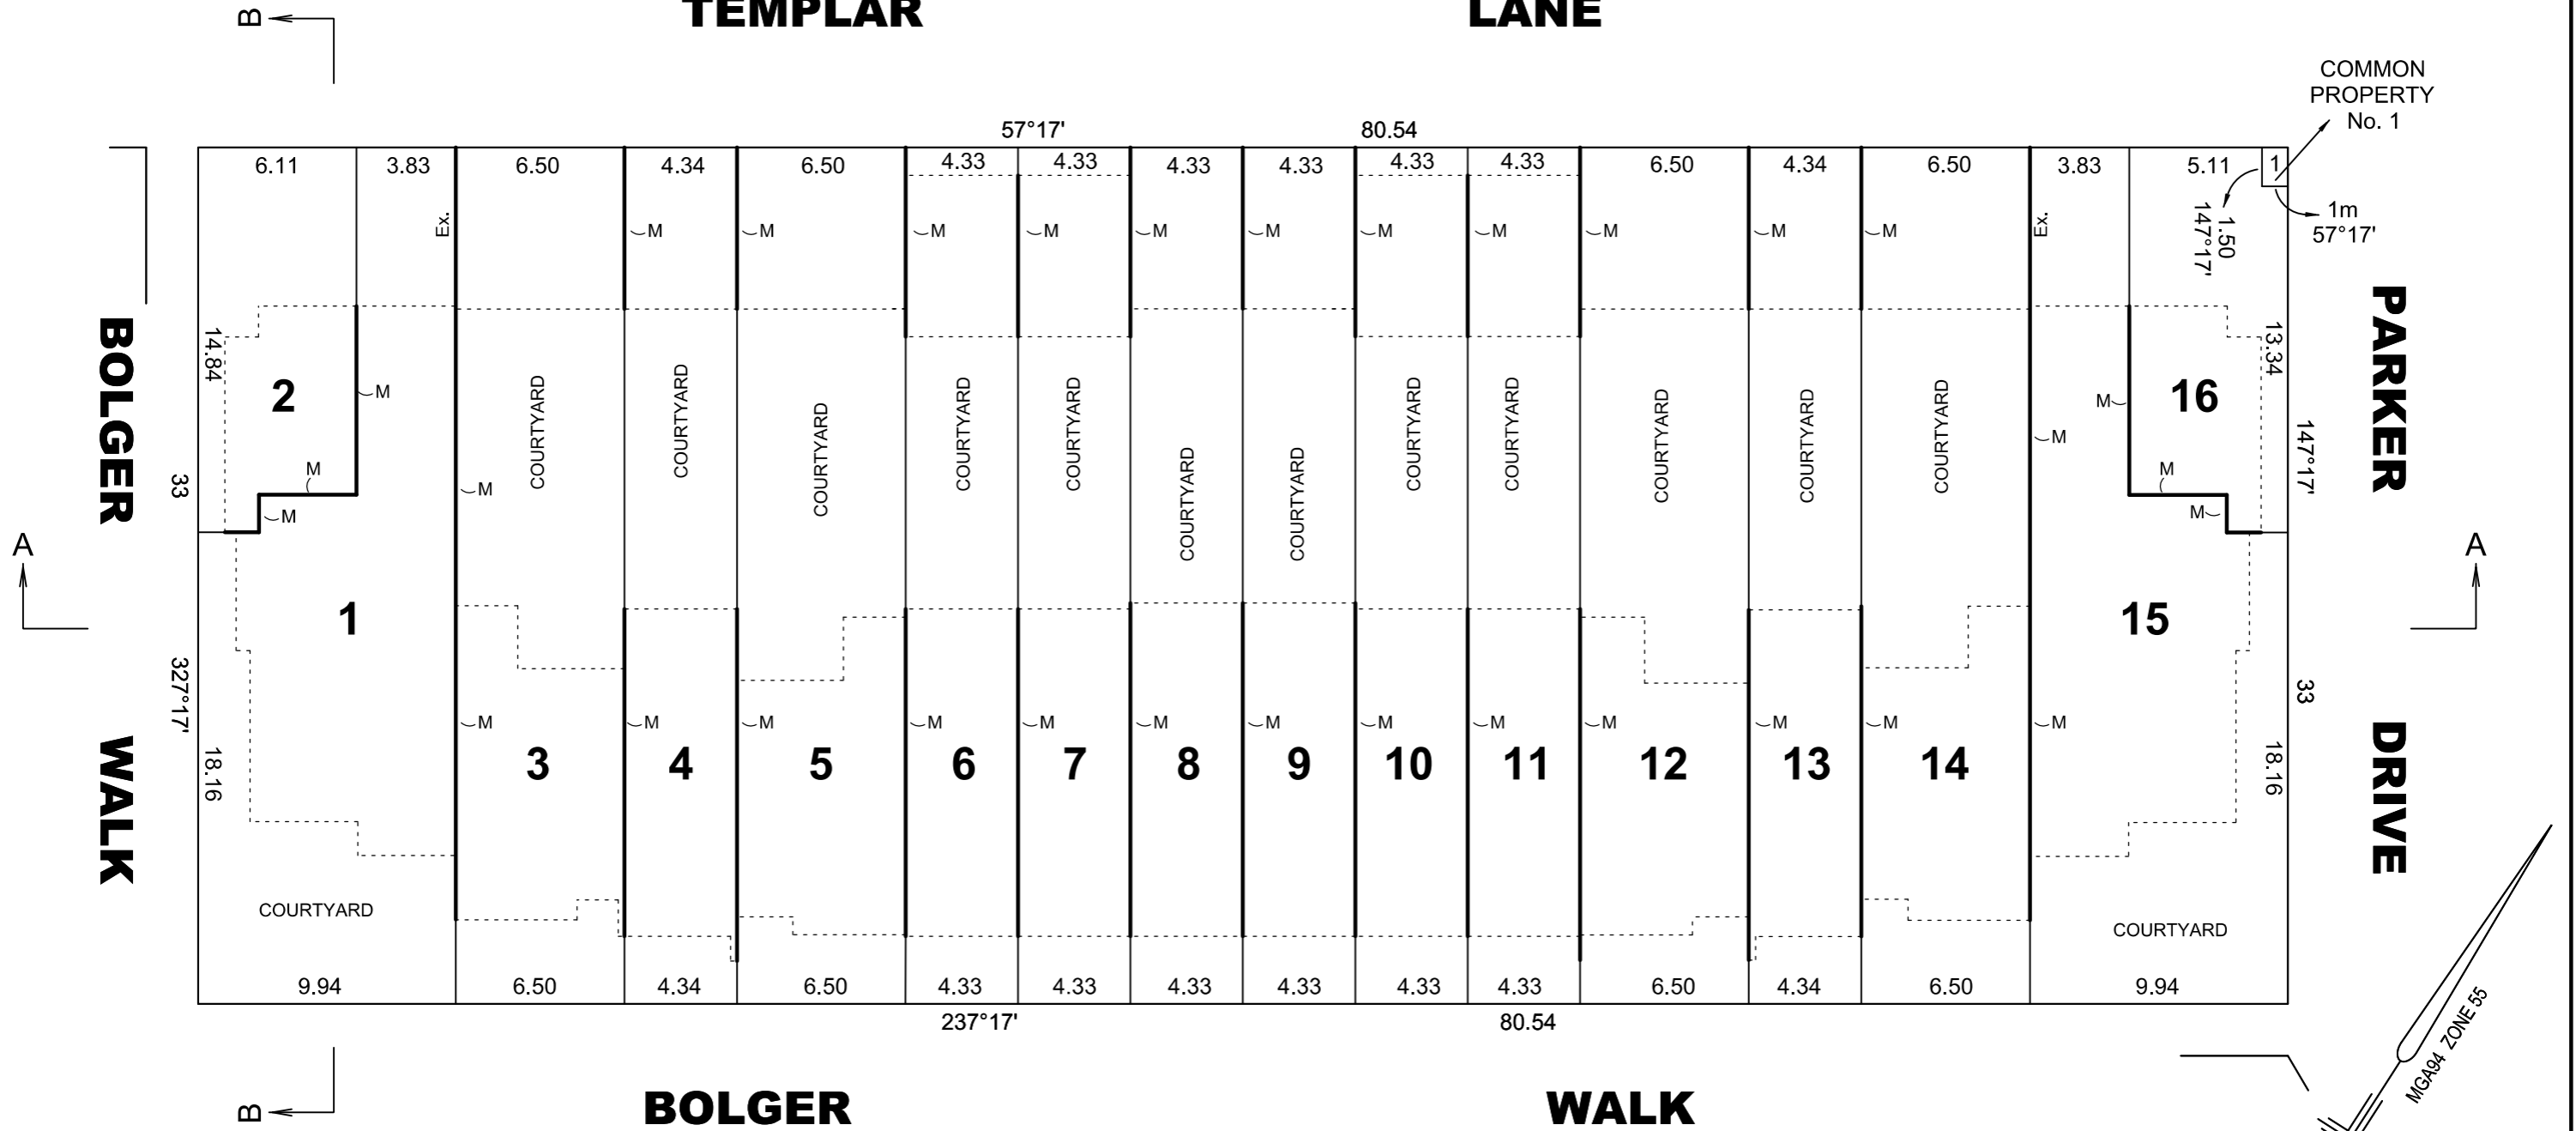 B
TEMPLAR LANE
COMMON
PROPERTY
No. 1
57°17' 80.54
6.11 3.83 6.50 4.34 6.50 4.33 4.33 4.33 4.33 4.33 4.33 6.50 4.34 6.50 3.83 5.11 1
Ex. M M M M M M M M M M M Ex.
1.50
147°17'
1m
57°17'
BOLGER
WALK
PARKER
DRIVE
14.84
13.34
2 M
M
M
16 M
M
M
M
M
COURTYARD COURTYARD COURTYARD COURTYARD COURTYARD COURTYARD COURTYARD COURTYARD COURTYARD COURTYARD COURTYARD COURTYARD
33
327°17'
147°17'
33
A A
1 15
M M M M M M M M M M M M M
18.16 18.16
3 4 5 6 7 8 9 10 11 12 13 14
COURTYARD COURTYARD
9.94 6.50 4.34 6.50 4.33 4.33 4.33 4.33 4.33 4.33 6.50 4.34 6.50 9.94
237°17' 80.54
MGA94 ZONE 55
B
BOLGER WALK